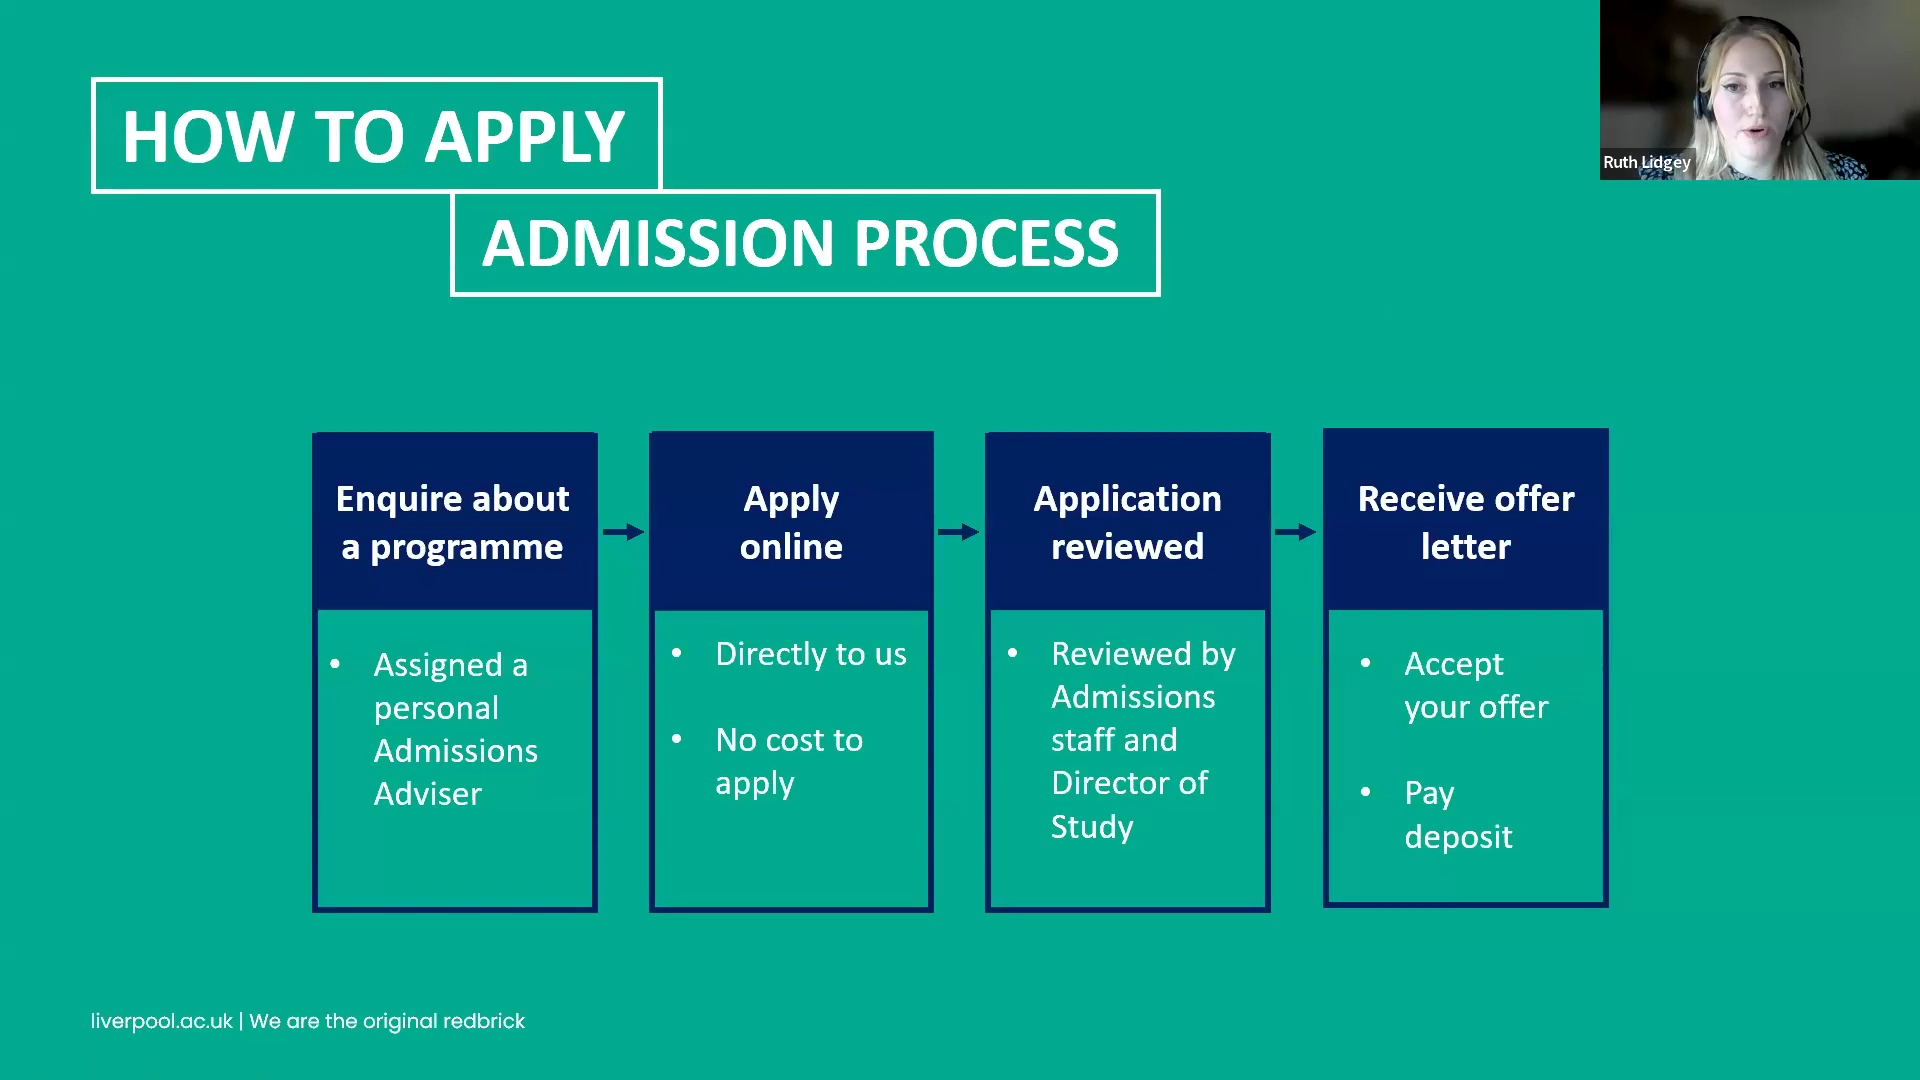 HOW TO APPLY
ADMISSION PROCESS
Ruth Lidgey
Enquire about
a programme
• Assigned a
personal
Admissions
Adviser
Apply
online
• Directly to us
• No cost to
apply
Application
reviewed
• Reviewed by
Admissions
staff and
Director of
Study
Receive offer
letter
• Accept
your offer
• Pay
deposit
liverpool.ac.uk | We are the original redbrick